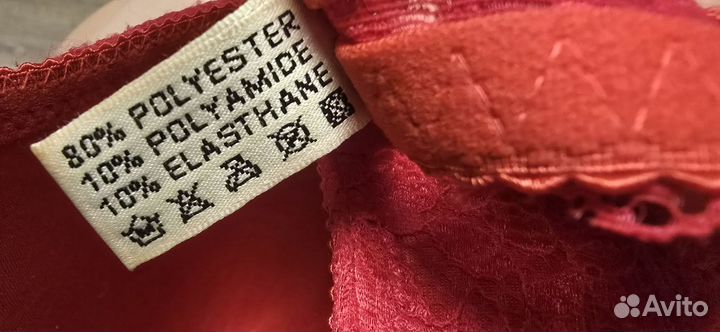 80% POLYESTER
10% POLYAMIDE
10% ELASTHANE
Avito